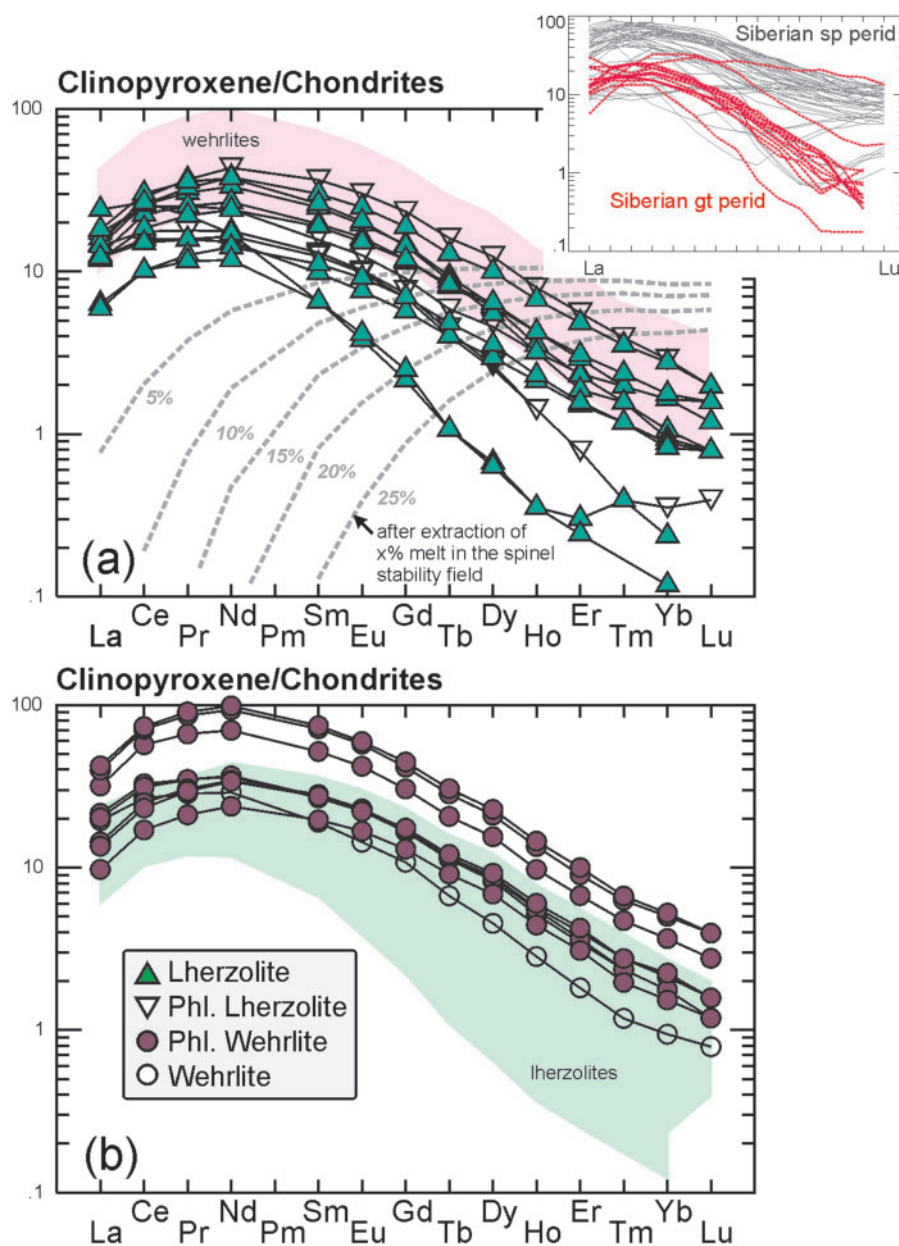 100
10
1
.1
Siberian sp perid
Siberian gt perid
La
Lu
Clinopyroxene/Chondrites
100
10
1
.1
wehrlites
5%
10%
15%
20%
25%
after extraction of
x% melt in the spinel
stability field
(a)
La Ce Pr Nd Pm Sm Eu Gd Tb Dy Ho Er Tm Yb Lu
Clinopyroxene/Chondrites
100
10
1
.1
Lherzolite
Phl. Lherzolite
Phl. Wehrlite
Wehrlite
lherzolites
(b)
La Ce Pr Nd Pm Sm Eu Gd Tb Dy Ho Er Tm Yb Lu